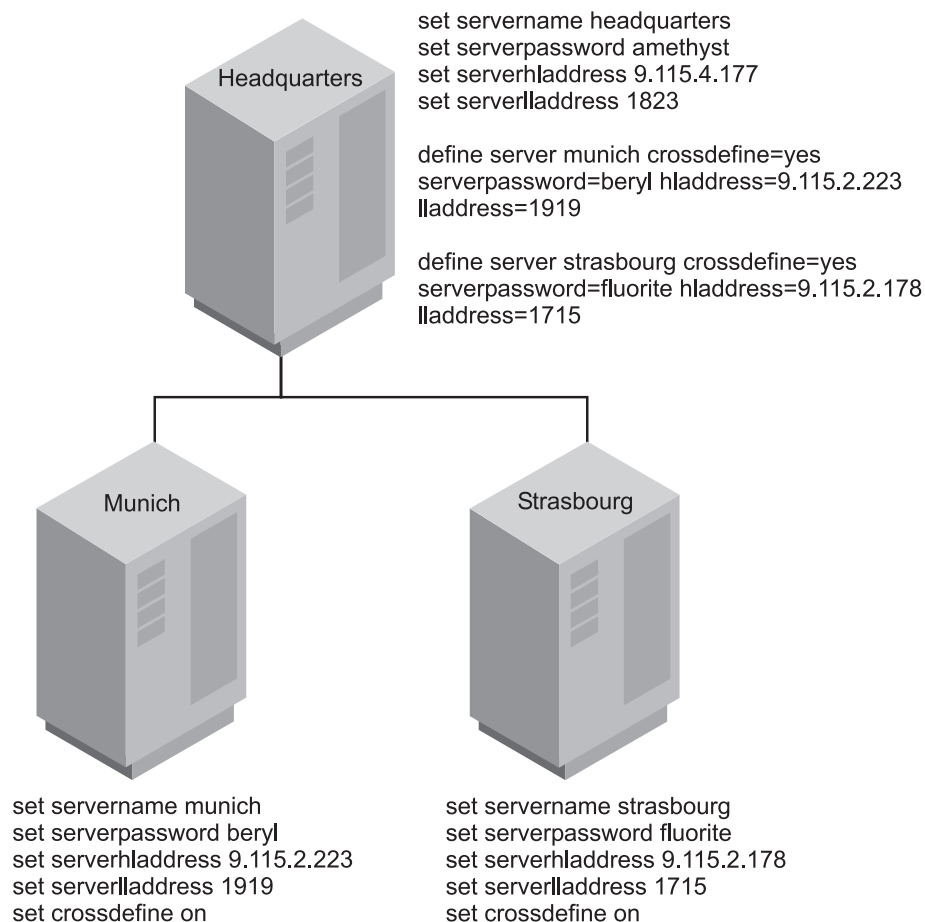 Headquarters
set servername headquarters
set serverpassword amethyst
set serverhladdress 9.115.4.177
set serverlladdress 1823
define server munich crossdefine=yes
serverpassword=beryl hladdress=9.115.2.223
lladdress=1919
define server strasbourg crossdefine=yes
serverpassword=fluorite hladdress=9.115.2.178
lladdress=1715
Munich
set servername munich
set serverpassword beryl
set serverhladdress 9.115.2.223
set serverlladdress 1919
set crossdefine on
Strasbourg
set servername strasbourg
set serverpassword fluorite
set serverhladdress 9.115.2.178
set serverlladdress 1715
set crossdefine on